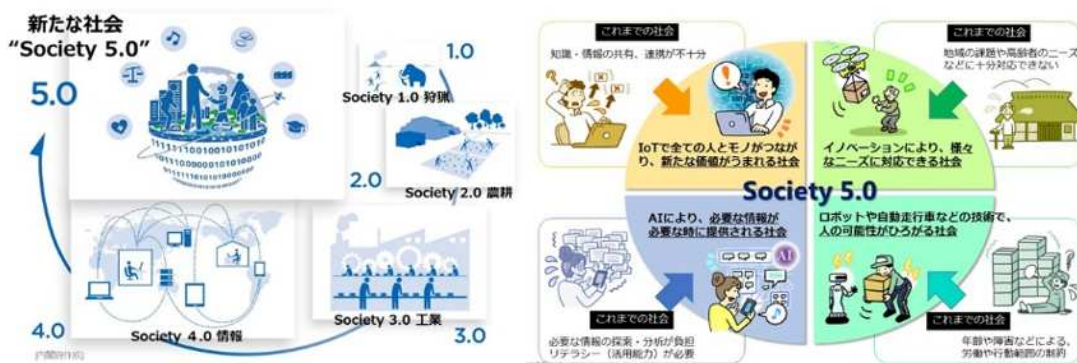 新たな社会
“Society 5.0”
5.0
1.0
Society 1.0 狩猟
2.0
Society 2.0 農耕
4.0
Society 4.0 情報
Society 3.0 工業
3.0
これまでの社会
知識・情報の共有、連携が不十分
IoTで全ての人とモノがつなが
り、新たな価値がうまれる社会
これまでの社会
地域の課題や高齢者のニーズ
などに十分対応できない
イノベーションにより、様々
なニーズに対応できる社会
Society 5.0
AIにより、必要な情報が
必要な時に提供される社会
AI
これまでの社会
必要な情報の探索・分析が負担
リテラシー（活用能力）が必要
ロボットや自動走行車などの技術で、
人の可能性がひろがる社会
これまでの社会
年齢や障害などによる、
労働や行動範囲の制約